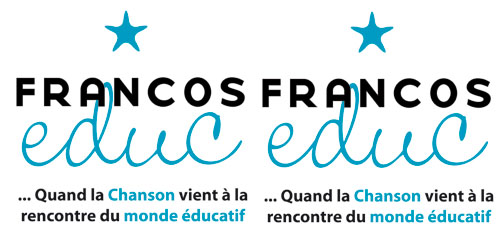 FRANCOS
educ
... Quand la Chanson vient à la
rencontre du monde éducatif
FRANCOS
educ
... Quand la Chanson vient à la
rencontre du monde éducatif